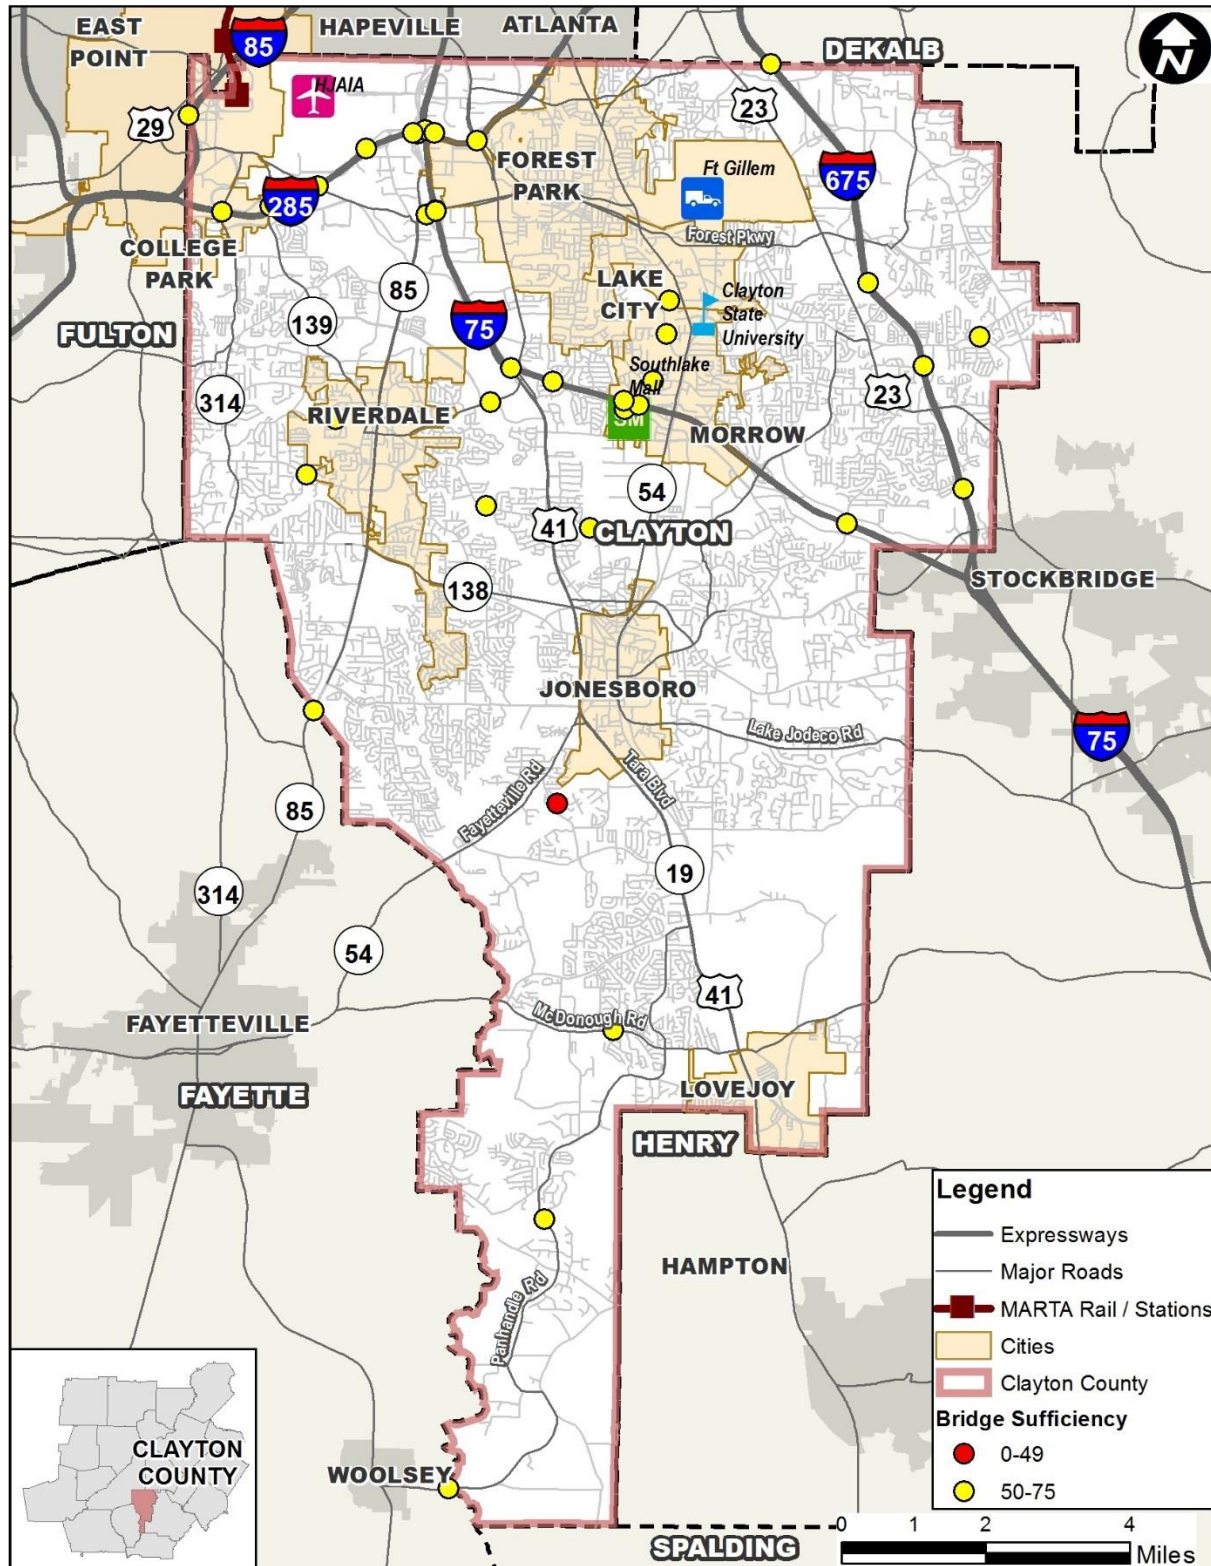 EAST
POINT
85
HAPEVILLE
ATLANTA
DEKALB
N
HJAIA
29
23
FOREST
PARK
Ft Gillem
675
285
COLLEGE
PARK
Forest Pkwy
85
LAKE
CITY
Clayton
State
University
FULTON
139
75
Southlake
Mall
314
23
RIVERDALE
SM
MORROW
54
41
CLAYTON
STOCKBRIDGE
138
JONESBORO
Lake Jodeco Rd
75
Tara Blvd
Fayetteville Rd
85
19
314
54
41
FAYETTEVILLE
McDonough Rd
LOVEJOY
FAYETTE
HENRY
HAMPTON
Panhandle Rd
WOOLSEY
SPALDING
Legend
Expressways
Major Roads
MARTA Rail / Stations
Cities
Clayton County
Bridge Sufficiency
0-49
50-75
0 1 2 4
Miles
CLAYTON
COUNTY